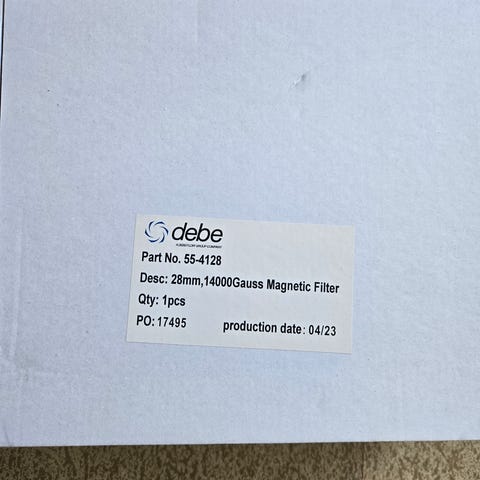 debe
Part No. 55-4128
Desc: 28mm,14000Gauss Magnetic Filter
Qty: 1pcs
PO: 17495 production date: 04/23